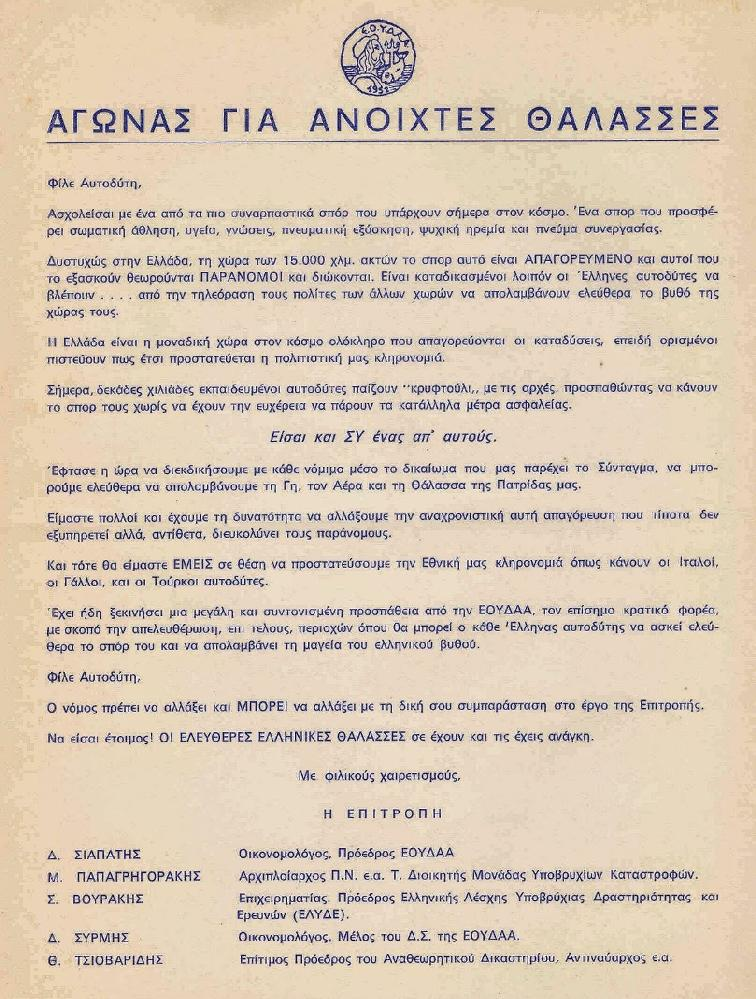 Ε.Ο.ΥΔ.Α.Α.
1951
ΑΓΩΝΑΣ ΓΙΑ ΑΝΟΙΧΤΕΣ ΘΑΛΑΣΣΕΣ
Φίλε Αυτοδύτη,
Ασχολείσαι με ένα από τα πιο συναρπαστικά σπόρ που υπάρχουν σήμερα στον κόσμο. Ένα σπορ που προσφέ-
ρει σωματική άθληση, υγεία, γνώσεις, πνευματική εξάσκηση, ψυχική ηρεμία και πνεύμα συνεργασίας.
Δυστυχώς στην Ελλάδα, τη χώρα των 15.000 χλμ. ακτών το σπορ αυτό είναι ΑΠΑΓΟΡΕΥΜΕΝΟ και αυτοί που
το εξασκούν θεωρούνται ΠΑΡΑΝΟΜΟΙ και διώκονται. Είναι καταδικασμένοι λοιπόν οι Έλληνες αυτοδύτες να
βλέπουν . . . . από την τηλεόραση τους πολίτες των άλλων χωρών να απολαμβάνουν ελεύθερα το βυθό της
χώρας τους.
Η Ελλάδα είναι η μοναδική χώρα στον κόσμο ολόκληρο που απαγορεύονται οι καταδύσεις, επειδή ορισμένοι
πιστεύουν πως έτσι προστατεύεται η πολιτιστική μας κληρονομιά.
Σήμερα, δεκάδες χιλιάδες εκπαιδευμένοι αυτοδύτες παίζουν ''κρυφτούλι,, με τις αρχές, προσπαθώντας να κάνουν
το σπορ τους χωρίς να έχουν την ευχέρεια να πάρουν τα κατάλληλα μέτρα ασφαλείας.
Είσαι και ΣΥ ένας απ' αυτούς.
Έφτασε η ώρα να διεκδικήσουμε με κάθε νόμιμο μέσο το δικαίωμα που μας παρέχει το Σύνταγμα, να μπο-
ρούμε ελεύθερα να απολαμβάνουμε τη Γη, τον Αέρα και τη Θάλασσα της Πατρίδας μας.
Είμαστε πολλοί και έχουμε τη δυνατότητα να αλλάξουμε την αναχρονιστική αυτή απαγόρευση που τίποτα δεν
εξυπηρετεί αλλά, αντίθετα, διευκολύνει τους παράνομους.
Και τότε θα είμαστε ΕΜΕΙΣ σε θέση να προστατεύσουμε την Εθνική μας κληρονομιά όπως κάνουν οι Ιταλοί,
οι Γάλλοι, και οι Τούρκοι αυτοδύτες.
Έχει ήδη ξεκινήσει μια μεγάλη και συντονισμένη προσπάθεια από την ΕΟΥΔΑΑ, τον επίσημο κρατικό φορέα,
με σκοπό την απελευθέρωση, επι τέλους, περιοχών όπου θα μπορεί ο κάθε Έλληνας αυτοδύτης να ασκεί ελεύ-
θερα το σπόρ του και να απολαμβάνει τη μαγεία του ελληνικού βυθού.
Φίλε Αυτοδύτη,
Ο νόμος πρέπει να αλλάξει και ΜΠΟΡΕΙ να αλλάξει με τη δική σου συμπαράσταση στο έργο της Επιτροπής.
Να είσαι έτοιμος! ΟΙ ΕΛΕΥΘΕΡΕΣ ΕΛΛΗΝΙΚΕΣ ΘΑΛΑΣΣΕΣ σε έχουν και τις έχεις ανάγκη.
Με φιλικούς χαιρετισμούς,
Η ΕΠΙΤΡΟΠΗ
Δ. ΣΙΑΠΑΤΗΣ Οικονομολόγος, Πρόεδρος ΕΟΥΔΑΑ
Μ. ΠΑΠΑΓΡΗΓΟΡΑΚΗΣ Αρχιπλοίαρχος Π.Ν. ε.α. Τ. Διοικητής Μονάδας Υποβρυχίων Καταστροφών.
Σ. ΒΟΥΡΑΚΗΣ Επιχειρηματίας, Πρόεδρος Ελληνικής Λέσχης Υποβρύχιας Δραστηριότητας και
Ερευνών (ΕΛΥΔΕ).
Δ. ΣΥΡΜΗΣ Οικονομολόγος, Μέλος του Δ.Σ. της ΕΟΥΔΑΑ.
Θ. ΤΣΙΟΒΑΡΙΔΗΣ Επίτιμος Πρόεδρος του Αναθεωρητικού Δικαστηρίου, Αντιναύαρχος ε.α.